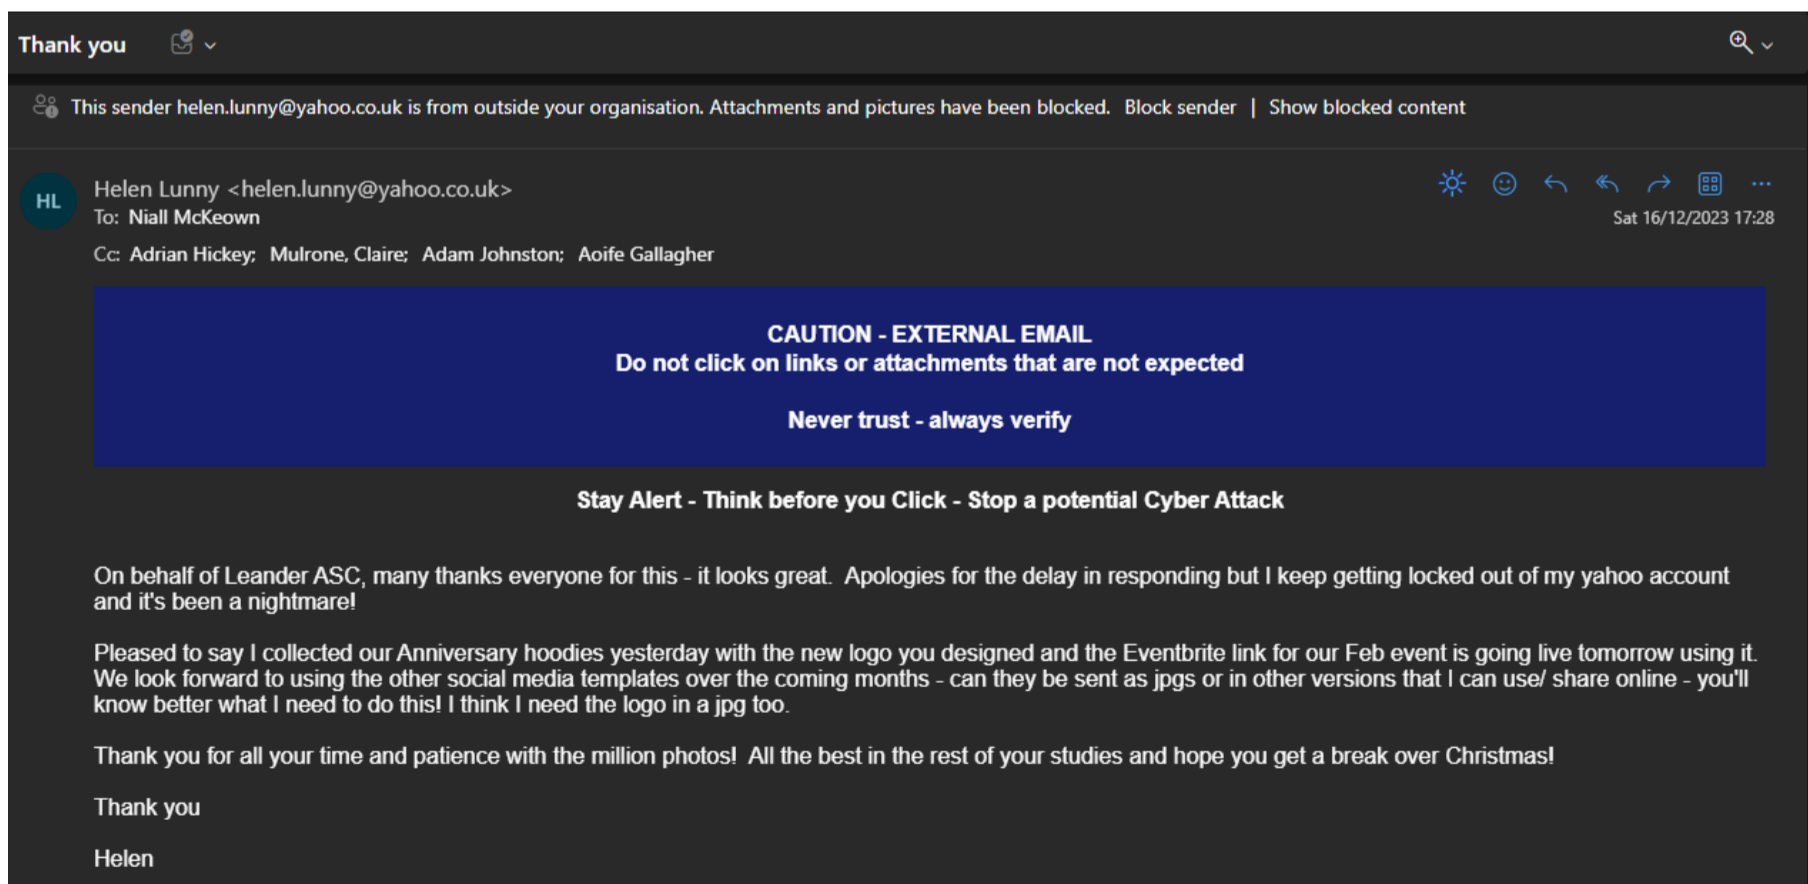 Thank you
This sender helen.lunny@yahoo.co.uk is from outside your organisation. Attachments and pictures have been blocked. Block sender | Show blocked content
HL
Helen Lunny <helen.lunny@yahoo.co.uk>
To: Niall McKeown
Sat 16/12/2023 17:28
Cc: Adrian Hickey; Mulrone, Claire; Adam Johnston; Aoife Gallagher
CAUTION - EXTERNAL EMAIL
Do not click on links or attachments that are not expected
Never trust - always verify
Stay Alert - Think before you Click - Stop a potential Cyber Attack
On behalf of Leander ASC, many thanks everyone for this - it looks great. Apologies for the delay in responding but I keep getting locked out of my yahoo account
and it's been a nightmare!
Pleased to say I collected our Anniversary hoodies yesterday with the new logo you designed and the Eventbrite link for our Feb event is going live tomorrow using it.
We look forward to using the other social media templates over the coming months - can they be sent as jpgs or in other versions that I can use/ share online - you'll
know better what I need to do this! I think I need the logo in a jpg too.
Thank you for all your time and patience with the million photos! All the best in the rest of your studies and hope you get a break over Christmas!
Thank you
Helen